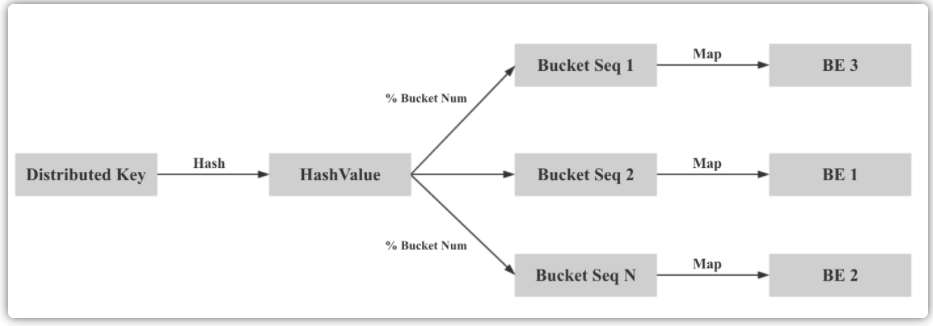 Bucket Seq 1
Map
BE 3
% Bucket Num
Distributed Key
Hash
HashValue
Bucket Seq 2
Map
BE 1
% Bucket Num
Bucket Seq N
Map
BE 2